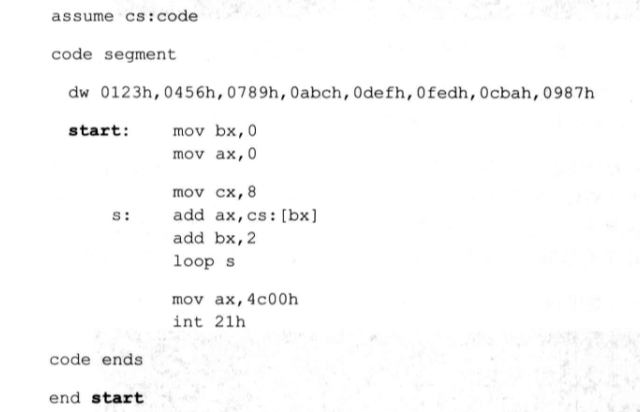 assume cs:code
code segment
dw 0123h,0456h,0789h,0abch,0defh,0fedh,0cbah,0987h
start: mov bx,0
mov ax,0
mov cx,8
s: add ax,cs:[bx]
add bx,2
loop s
mov ax,4c00h
int 21h
code ends
end start